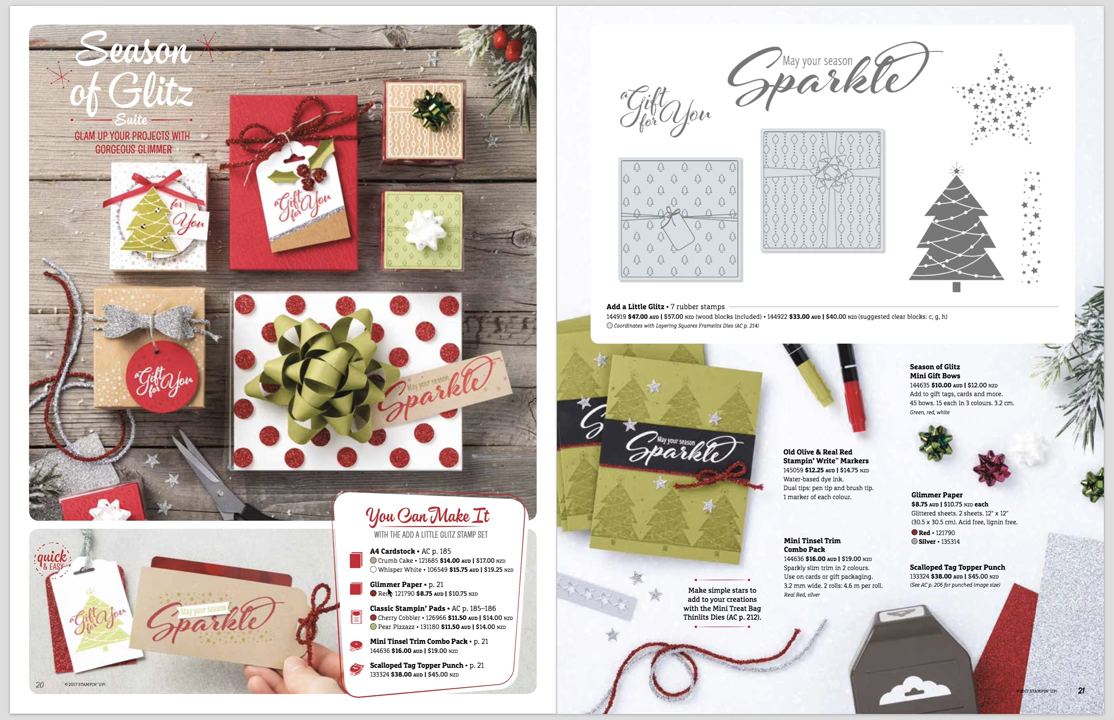 Season
of Glitz
Suite
GLAM UP YOUR PROJECTS WITH
GORGEOUS GLIMMER
for
You
a Gift
for You
a Gift
for You
May your season
Sparkle
quick
& EASY
May your season
Sparkle
You Can Make It
WITH THE ADD A LITTLE GLITZ STAMP SET
A4 Cardstock • AC p. 185
Crumb Cake • 121685 $14.00 AUD | $17.00 NZD
Whisper White • 106549 $15.75 AUD | $19.25 NZD
Glimmer Paper • p. 21
121790 $8.75 AUD | $10.75 NZD
Classic Stampin' Pads • AC p. 185–186
Cherry Cobbler • 126966 $11.50 AUD | $14.00 NZD
Pear Pizzazz • 131180 $11.50 AUD | $14.00 NZD
Mini Tinsel Trim Combo Pack • p. 21
144636 $16.00 AUD | $19.00 NZD
Scalloped Tag Topper Punch • p. 21
133324 $38.00 AUD | $45.00 NZD
20
© 2017 STAMPIN' UP!
May your season
Sparkle
a Gift
for You
Add a Little Glitz • 7 rubber stamps
144919 $47.00 AUD | $57.00 NZD (wood blocks included) • 144922 $33.00 AUD | $40.00 NZD (suggested clear blocks: c, g, h)
Coordinates with Layering Squares Framelits Dies (AC p. 214)
May your season
Sparkle
Season of Glitz
Mini Gift Bows
144635 $10.00 AUD | $12.00 NZD
Add to gift tags, cards and more.
45 bows. 15 each in 3 colours. 3.2 cm.
Green, red, white
Old Olive & Real Red
Stampin' Write™ Markers
145059 $12.25 AUD | $14.75 NZD
Water-based dye ink.
Dual tips: pen tip and brush tip.
1 marker of each colour.
Glimmer Paper
$8.75 AUD | $10.75 NZD each
Glittered sheets. 2 sheets. 12" x 12"
(30.5 x 30.5 cm). Acid free, lignin free.
Red • 121790
Silver • 135314
Mini Tinsel Trim
Combo Pack
144636 $16.00 AUD | $19.00 NZD
Sparkly slim trim in 2 colours.
Use on cards or gift packaging.
3.2 mm wide. 2 rolls: 4.6 m per roll.
Real Red, silver
Scalloped Tag Topper Punch
133324 $38.00 AUD | $45.00 NZD
(See AC p. 206 for punched image size)
Make simple stars to
add to your creations
with the Mini Treat Bag
Thinlits Dies (AC p. 212).
© 2017 STAMPIN' UP!
21